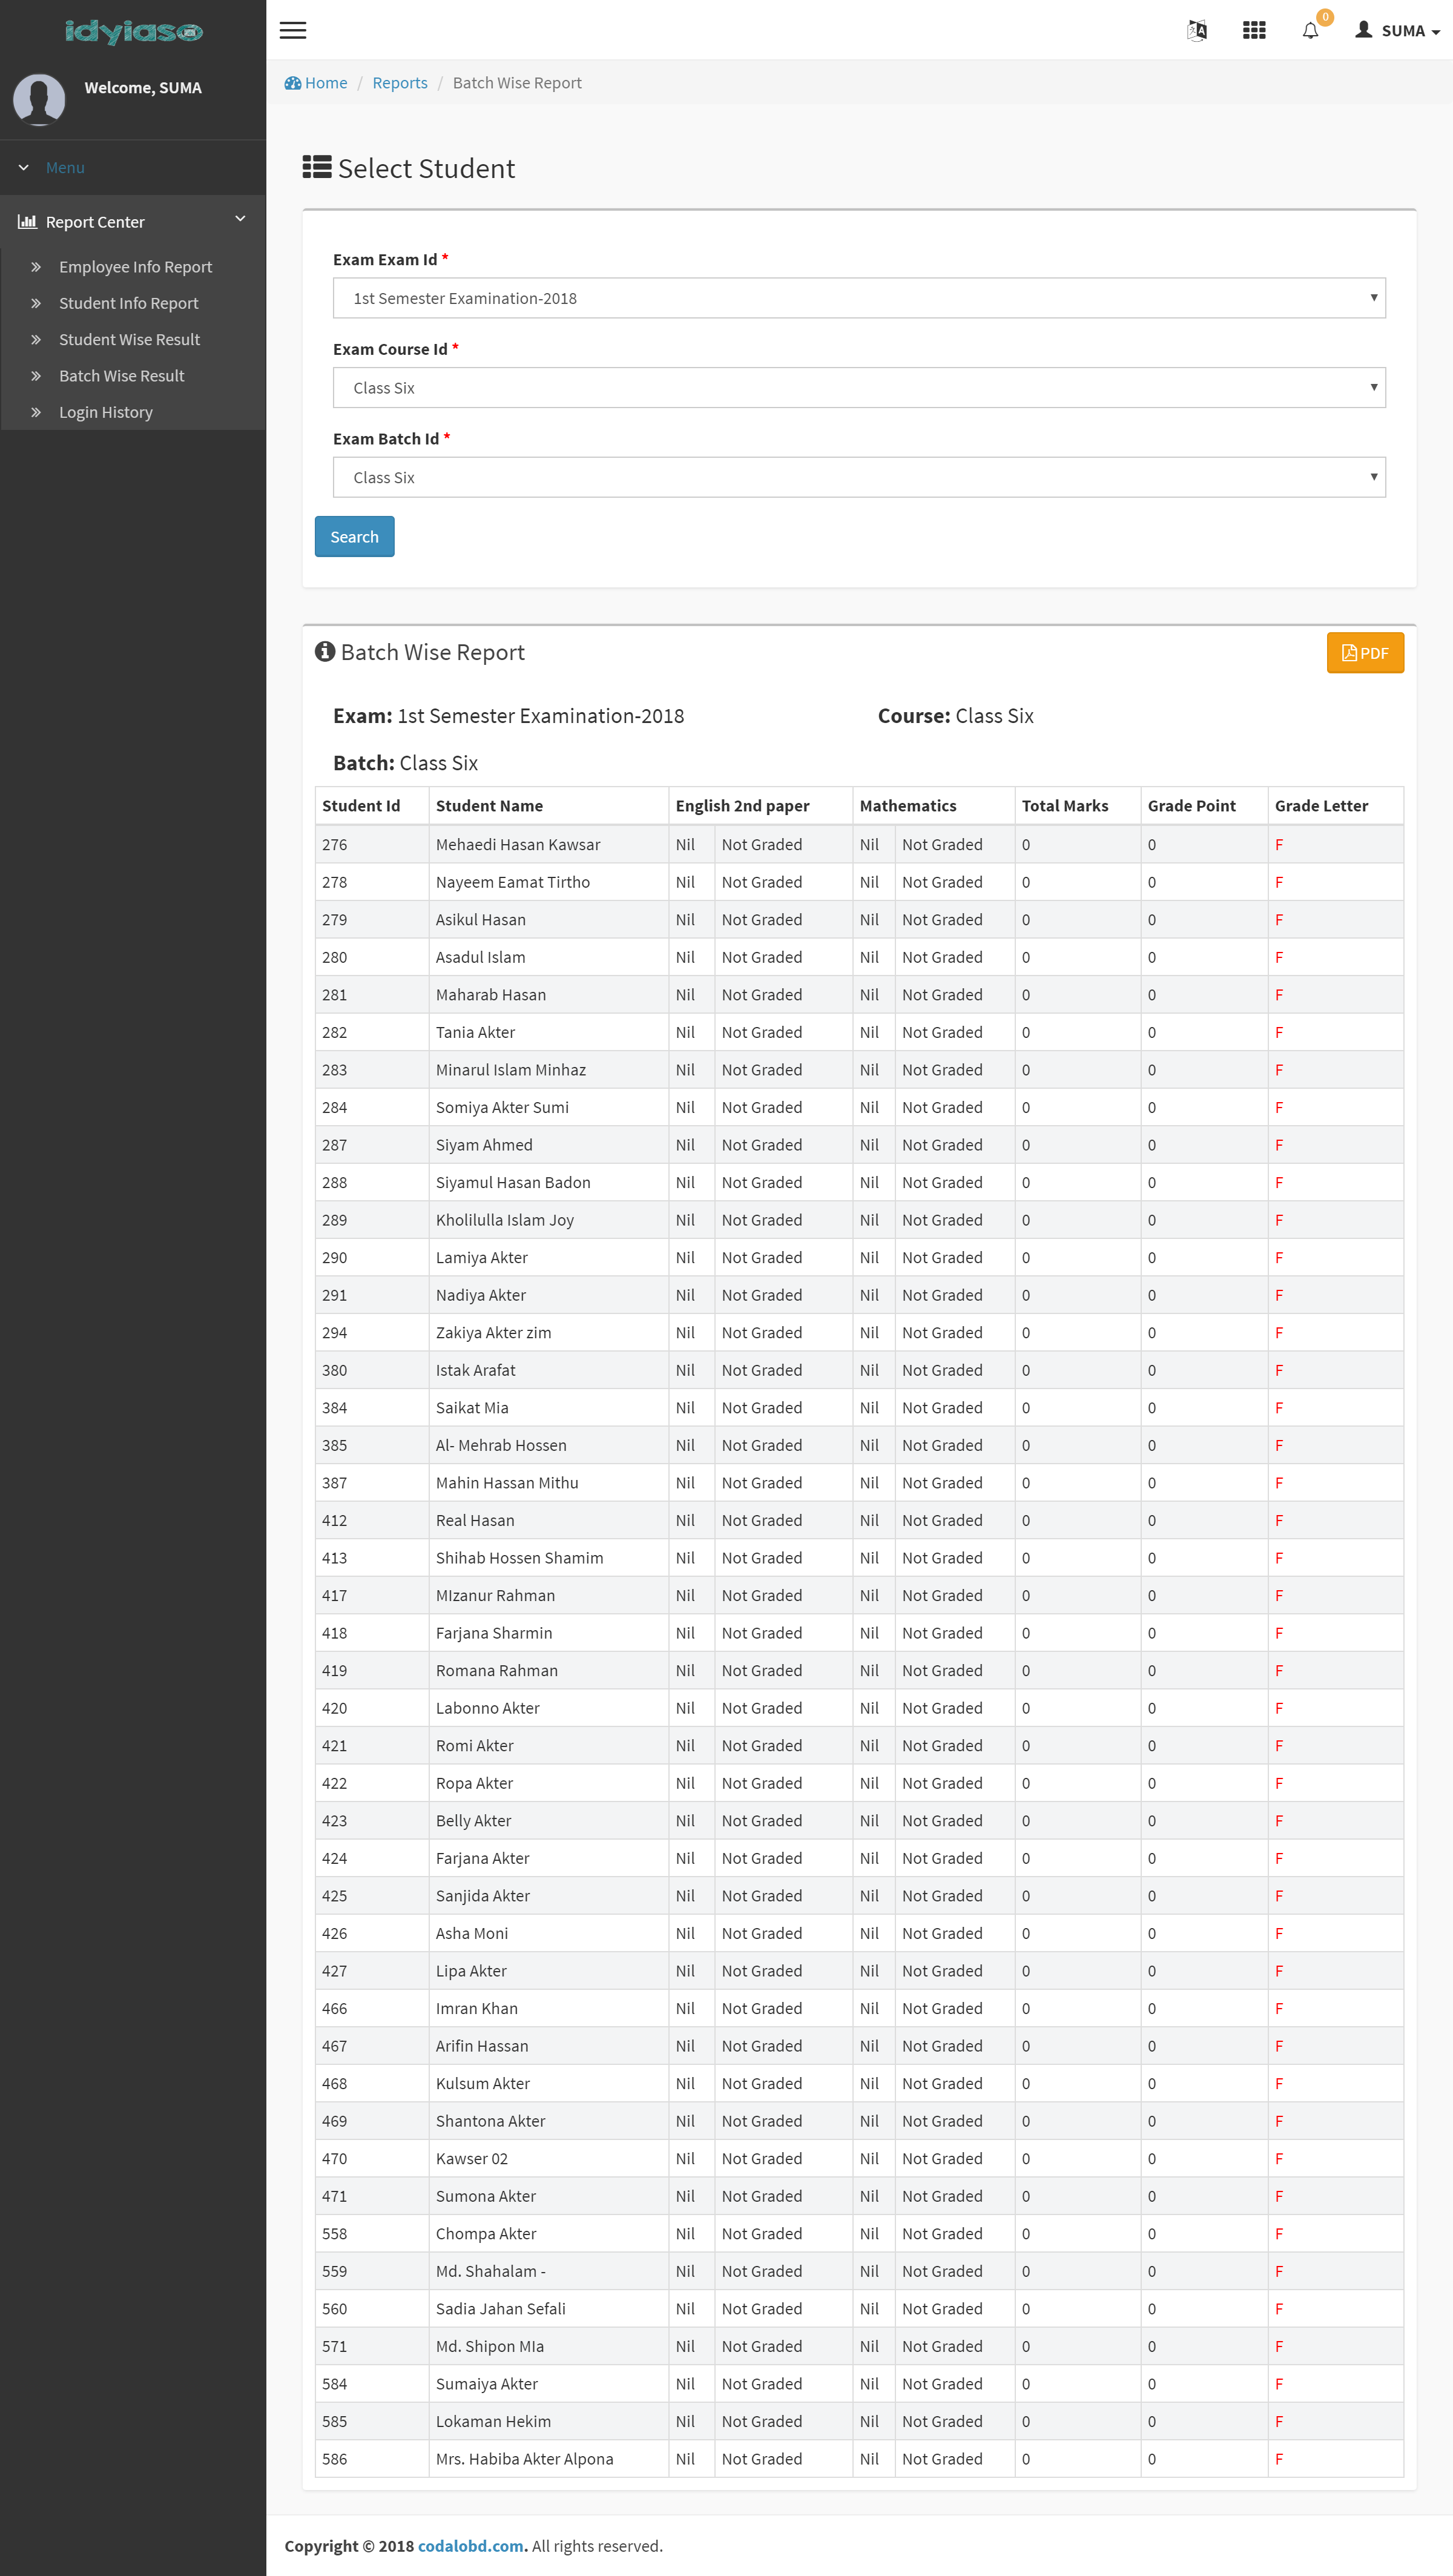 idyiaso
0
SUMA
Welcome, SUMA
Home / Reports / Batch Wise Report
Menu
Report Center
Employee Info Report
Student Info Report
Student Wise Result
Batch Wise Result
Login History
Select Student
Exam Exam Id *
1st Semester Examination-2018
Exam Course Id *
Class Six
Exam Batch Id *
Class Six
Search
Batch Wise Report
PDF
Exam: 1st Semester Examination-2018 Course: Class Six
Batch: Class Six
Student Id Student Name English 2nd paper Mathematics Total Marks Grade Point Grade Letter
276 Mehaedi Hasan Kawsar Nil Not Graded Nil Not Graded 0 0 F
278 Nayeem Eamat Tirtho Nil Not Graded Nil Not Graded 0 0 F
279 Asikul Hasan Nil Not Graded Nil Not Graded 0 0 F
280 Asadul Islam Nil Not Graded Nil Not Graded 0 0 F
281 Maharab Hasan Nil Not Graded Nil Not Graded 0 0 F
282 Tania Akter Nil Not Graded Nil Not Graded 0 0 F
283 Minarul Islam Minhaz Nil Not Graded Nil Not Graded 0 0 F
284 Somiya Akter Sumi Nil Not Graded Nil Not Graded 0 0 F
287 Siyam Ahmed Nil Not Graded Nil Not Graded 0 0 F
288 Siyamul Hasan Badon Nil Not Graded Nil Not Graded 0 0 F
289 Kholilulla Islam Joy Nil Not Graded Nil Not Graded 0 0 F
290 Lamiya Akter Nil Not Graded Nil Not Graded 0 0 F
291 Nadiya Akter Nil Not Graded Nil Not Graded 0 0 F
294 Zakiya Akter zim Nil Not Graded Nil Not Graded 0 0 F
380 Istak Arafat Nil Not Graded Nil Not Graded 0 0 F
384 Saikat Mia Nil Not Graded Nil Not Graded 0 0 F
385 Al- Mehrab Hossen Nil Not Graded Nil Not Graded 0 0 F
387 Mahin Hassan Mithu Nil Not Graded Nil Not Graded 0 0 F
412 Real Hasan Nil Not Graded Nil Not Graded 0 0 F
413 Shihab Hossen Shamim Nil Not Graded Nil Not Graded 0 0 F
417 MIzanur Rahman Nil Not Graded Nil Not Graded 0 0 F
418 Farjana Sharmin Nil Not Graded Nil Not Graded 0 0 F
419 Romana Rahman Nil Not Graded Nil Not Graded 0 0 F
420 Labonno Akter Nil Not Graded Nil Not Graded 0 0 F
421 Romi Akter Nil Not Graded Nil Not Graded 0 0 F
422 Ropa Akter Nil Not Graded Nil Not Graded 0 0 F
423 Belly Akter Nil Not Graded Nil Not Graded 0 0 F
424 Farjana Akter Nil Not Graded Nil Not Graded 0 0 F
425 Sanjida Akter Nil Not Graded Nil Not Graded 0 0 F
426 Asha Moni Nil Not Graded Nil Not Graded 0 0 F
427 Lipa Akter Nil Not Graded Nil Not Graded 0 0 F
466 Imran Khan Nil Not Graded Nil Not Graded 0 0 F
467 Arifin Hassan Nil Not Graded Nil Not Graded 0 0 F
468 Kulsum Akter Nil Not Graded Nil Not Graded 0 0 F
469 Shantona Akter Nil Not Graded Nil Not Graded 0 0 F
470 Kawser 02 Nil Not Graded Nil Not Graded 0 0 F
471 Sumona Akter Nil Not Graded Nil Not Graded 0 0 F
558 Chompa Akter Nil Not Graded Nil Not Graded 0 0 F
559 Md. Shahalam - Nil Not Graded Nil Not Graded 0 0 F
560 Sadia Jahan Sefali Nil Not Graded Nil Not Graded 0 0 F
571 Md. Shipon MIa Nil Not Graded Nil Not Graded 0 0 F
584 Sumaiya Akter Nil Not Graded Nil Not Graded 0 0 F
585 Lokaman Hekim Nil Not Graded Nil Not Graded 0 0 F
586 Mrs. Habiba Akter Alpona Nil Not Graded Nil Not Graded 0 0 F
Copyright © 2018 codalobd.com. All rights reserved.